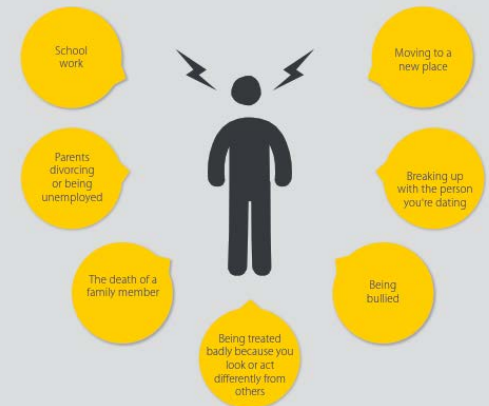 School
work
Moving to a
new place
Parents
divorcing
or being
unemployed
Breaking up
with the person
you're dating
The death of a
family member
Being
bullied
Being treated
badly because you
look or act
differently from
others